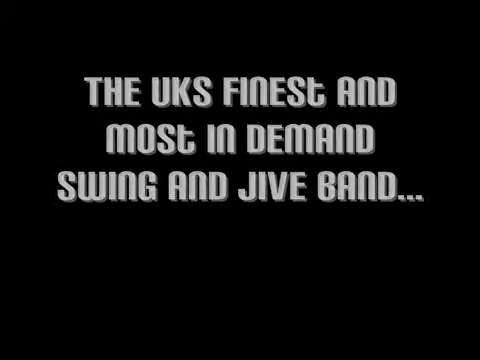 THE UKS FINEST AND
MOST IN DEMAND
SWING AND JIVE BAND...